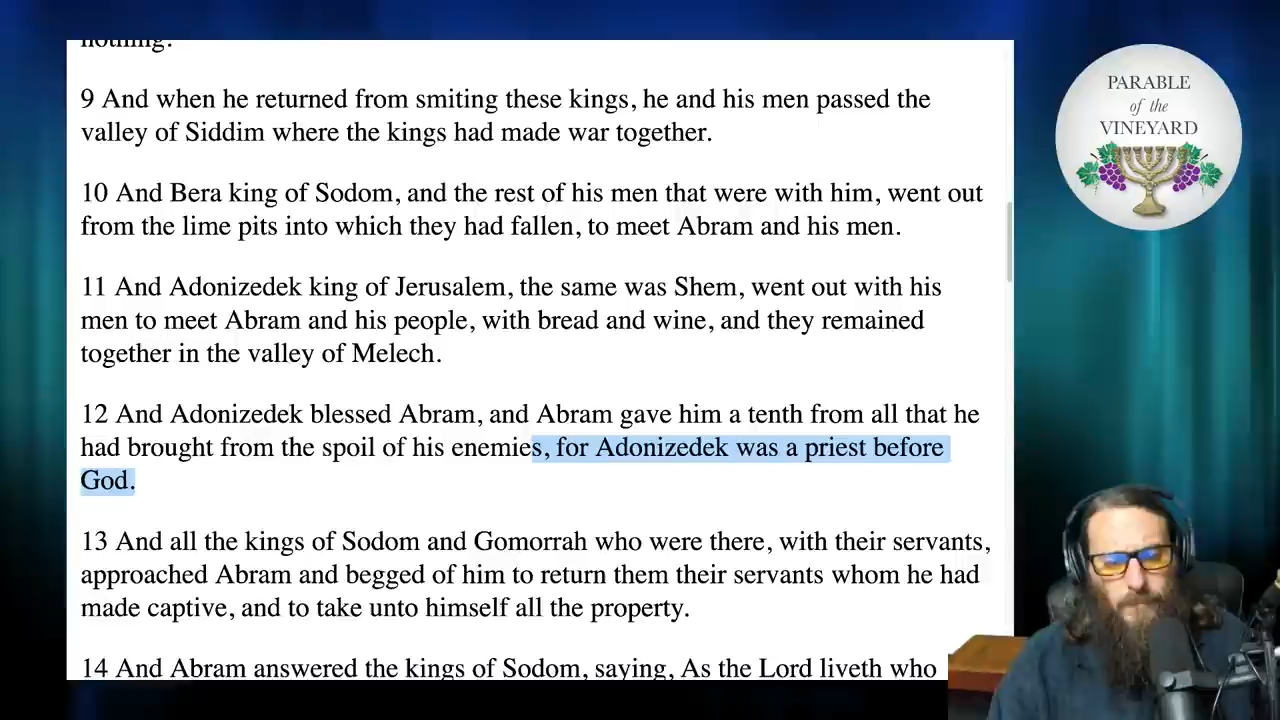 nothing.
9 And when he returned from smiting these kings, he and his men passed the
valley of Siddim where the kings had made war together.
10 And Bera king of Sodom, and the rest of his men that were with him, went out
from the lime pits into which they had fallen, to meet Abram and his men.
11 And Adonizedek king of Jerusalem, the same was Shem, went out with his
men to meet Abram and his people, with bread and wine, and they remained
together in the valley of Melech.
12 And Adonizedek blessed Abram, and Abram gave him a tenth from all that he
had brought from the spoil of his enemies, for Adonizedek was a priest before
God.
13 And all the kings of Sodom and Gomorrah who were there, with their servants,
approached Abram and begged of him to return them their servants whom he had
made captive, and to take unto himself all the property.
14 And Abram answered the kings of Sodom, saying, As the Lord liveth who
PARABLE
of the
VINEYARD